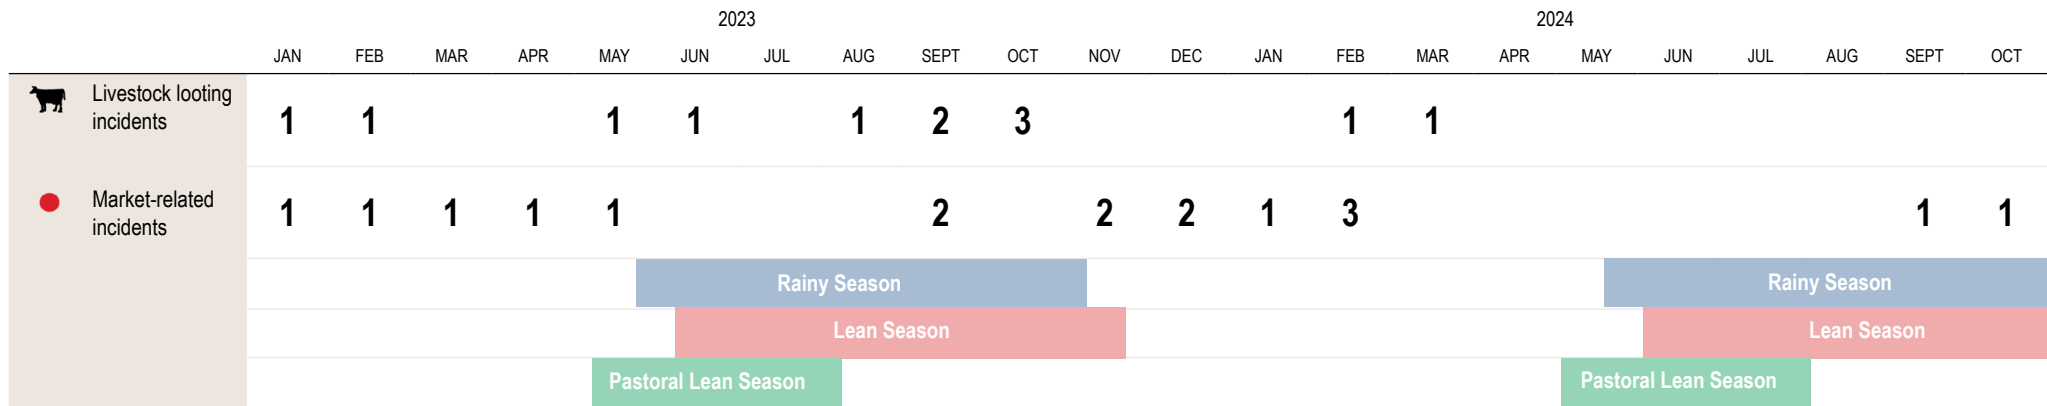 2023 2024
JAN FEB MAR APR MAY JUN JUL AUG SEPT OCT NOV DEC JAN FEB MAR APR MAY JUN JUL AUG SEPT OCT
Livestock looting
incidents
1 1 1 1 1 2 3 1 1
Market-related
incidents
1 1 1 1 1 2 2 2 1 3 1 1
Rainy Season Rainy Season
Lean Season Lean Season
Pastoral Lean Season Pastoral Lean Season